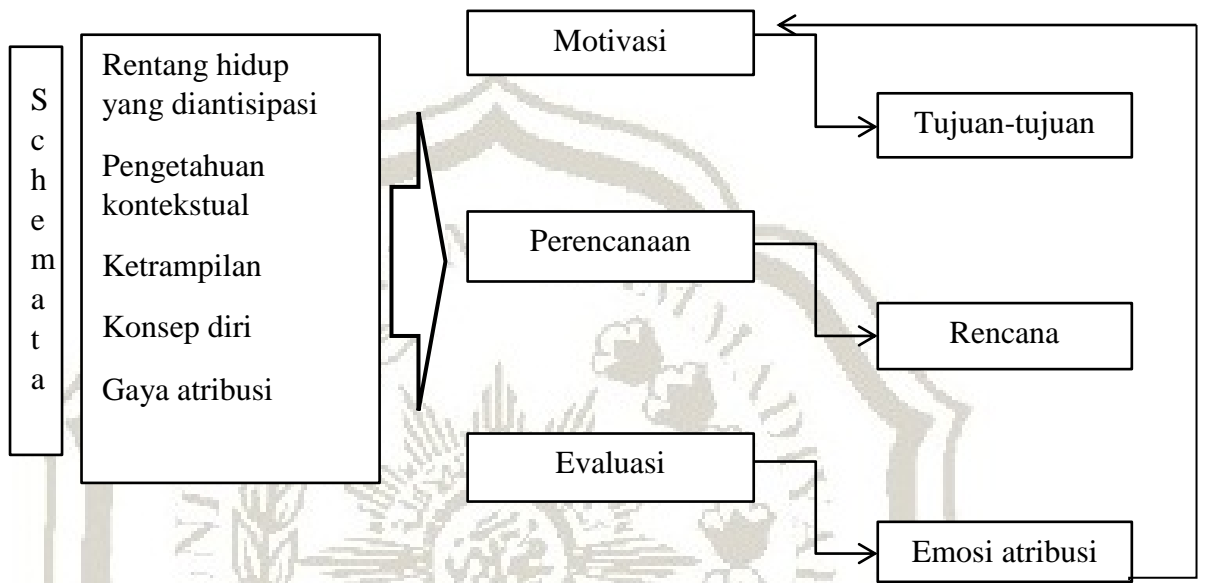 Schemata
Rentang hidup
yang diantisipasi
Pengetahuan
kontekstual
Ketrampilan
Konsep diri
Gaya atribusi
Motivasi
Tujuan-tujuan
Perencanaan
Rencana
Evaluasi
Emosi atribusi